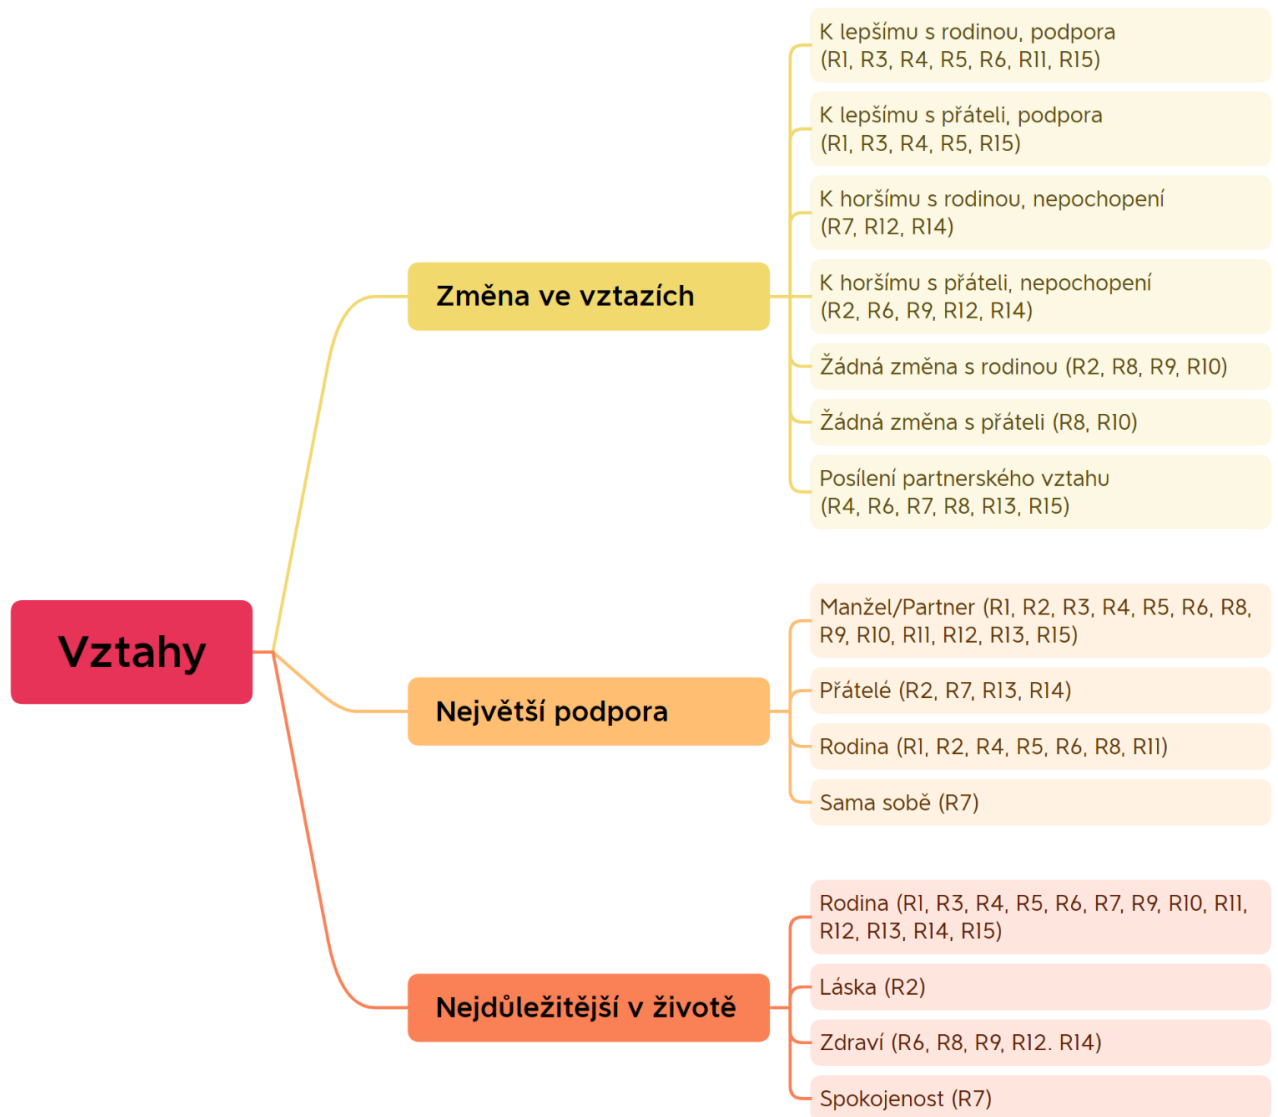 K lepšímu s rodinou, podpora
(R1, R3, R4, R5, R6, R11, R15)
K lepšímu s přáteli, podpora
(R1, R3, R4, R5, R15)
K horšímu s rodinou, nepochopení
(R7, R12, R14)
Změna ve vztazích
K horšímu s přáteli, nepochopení
(R2, R6, R9, R12, R14)
Žádná změna s rodinou (R2, R8, R9, R10)
Žádná změna s přáteli (R8, R10)
Posílení partnerského vztahu
(R4, R6, R7, R8, R13, R15)
Vztahy
Manžel/Partner (R1, R2, R3, R4, R5, R6, R8,
R9, R10, R11, R12, R13, R15)
Přátelé (R2, R7, R13, R14)
Největší podpora
Rodina (R1, R2, R4, R5, R6, R8, R11)
Sama sobě (R7)
Rodina (R1, R3, R4, R5, R6, R7, R9, R10, R11,
R12, R13, R14, R15)
Láska (R2)
Nejdůležitější v životě
Zdraví (R6, R8, R9, R12. R14)
Spokojenost (R7)